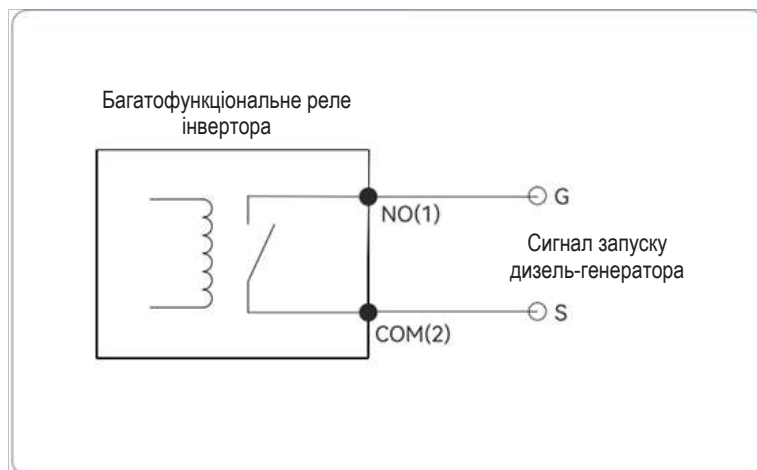 Багатофункціональне реле
інвертора
NO(1)
G
Сигнал запуску
дизель-генератора
COM(2)
S